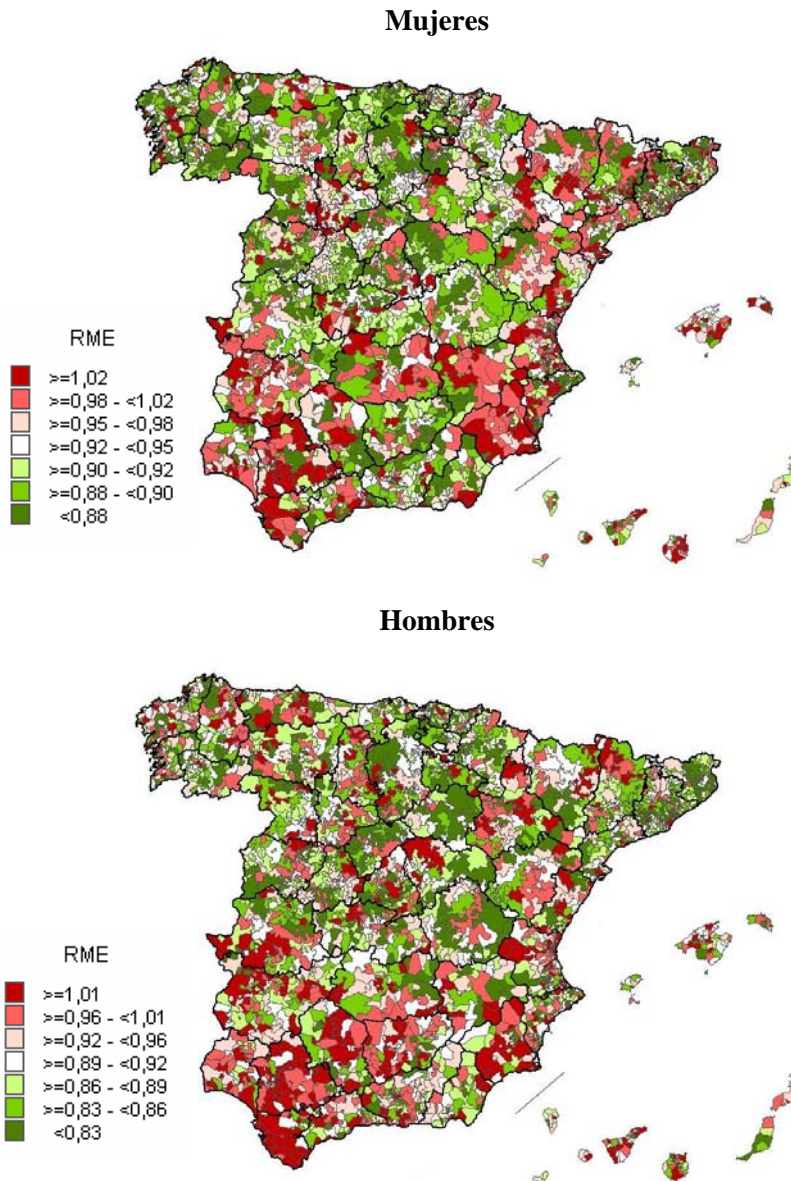 Mujeres
RME
>=1,02
>=0,98 - <1,02
>=0,95 - <0,98
>=0,92 - <0,95
>=0,90 - <0,92
>=0,88 - <0,90
<0,88
Hombres
RME
>=1,01
>=0,96 - <1,01
>=0,92 - <0,96
>=0,89 - <0,92
>=0,86 - <0,89
>=0,83 - <0,86
<0,83